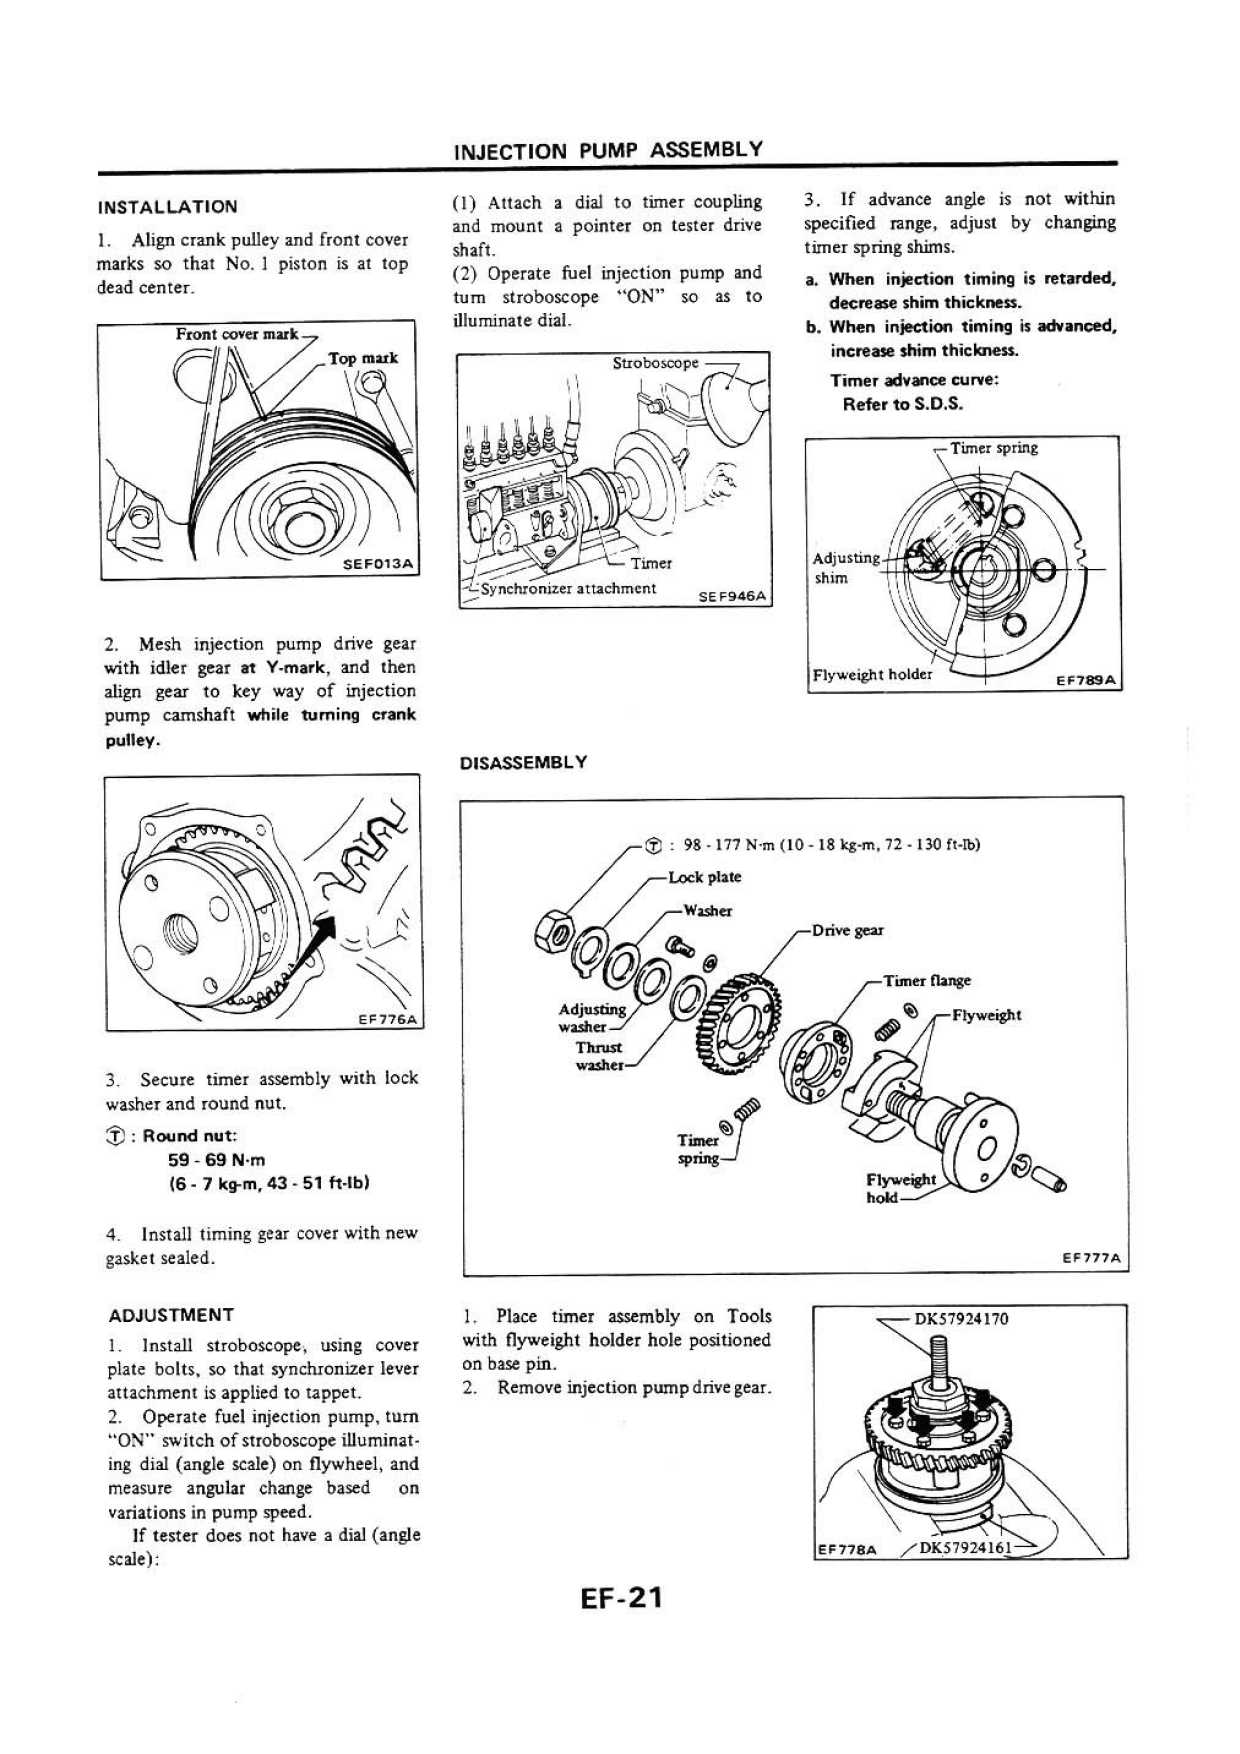 INJECTION PUMP ASSEMBLY
INSTALLATION
1. Align crank pulley and front cover
marks so that No. 1 piston is at top
dead center.
Front cover mark
Top mark
SEF013A
2. Mesh injection pump drive gear
with idler gear at Y-mark, and then
align gear to key way of injection
pump camshaft while turning crank
pulley.
EF776A
3. Secure timer assembly with lock
washer and round nut.
Ⓣ : Round nut:
59 - 69 N·m
(6 - 7 kg-m, 43 - 51 ft-lb)
4. Install timing gear cover with new
gasket sealed.
ADJUSTMENT
1. Install stroboscope, using cover
plate bolts, so that synchronizer lever
attachment is applied to tappet.
2. Operate fuel injection pump, turn
"ON" switch of stroboscope illuminat-
ing dial (angle scale) on flywheel, and
measure angular change based on
variations in pump speed.
If tester does not have a dial (angle
scale):
(1) Attach a dial to timer coupling
and mount a pointer on tester drive
shaft.
(2) Operate fuel injection pump and
turn stroboscope "ON" so as to
illuminate dial.
Stroboscope
Timer
Synchronizer attachment
SEF946A
3. If advance angle is not within
specified range, adjust by changing
timer spring shims.
a. When injection timing is retarded,
decrease shim thickness.
b. When injection timing is advanced,
increase shim thickness.
Timer advance curve:
Refer to S.D.S.
Timer spring
Adjusting
shim
Flyweight holder
EF789A
DISASSEMBLY
Ⓣ : 98 - 177 N·m (10 - 18 kg-m, 72 - 130 ft-lb)
Lock plate
Washer
Drive gear
Timer flange
Flyweight
Adjusting
washer
Thrust
washer
Timer
spring
Flyweight
hold
EF777A
1. Place timer assembly on Tools
with flyweight holder hole positioned
on base pin.
2. Remove injection pump drive gear.
DK57924170
EF778A
DK57924161
EF-21